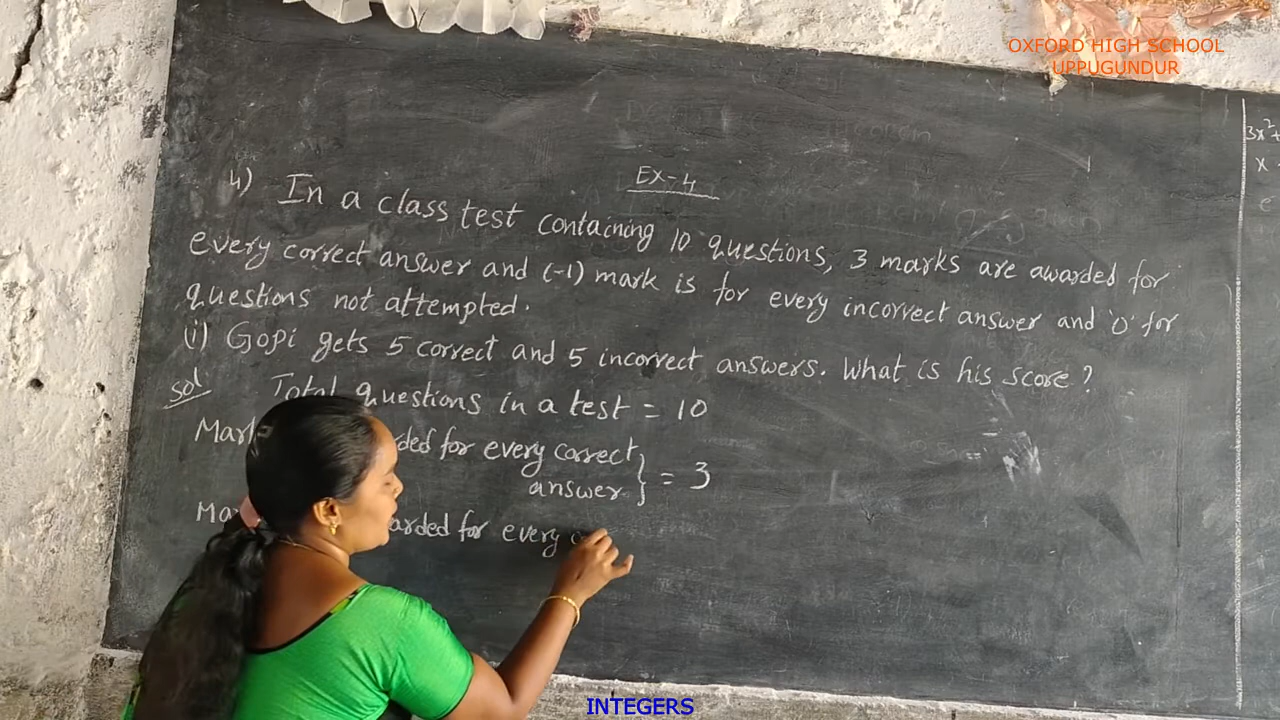 OXFORD HIGH SCHOOL
UPPUGUNDUR
EX-4
4) In a class test containing 10 questions, 3 marks are awarded for
every correct answer and (-1) mark is for every incorrect answer and '0' for
questions not attempted.
(i) Gopi gets 5 correct and 5 incorrect answers. What is his score?
Sol Total questions in a test = 10
ded for every correct
answer } = 3
arded for every
3x²+
x
e
INTEGERS